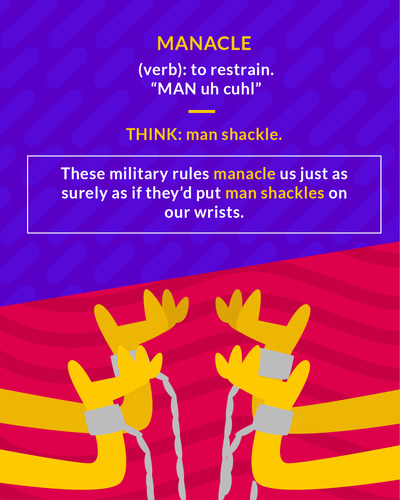 MANACLE
(verb): to restrain.
“MAN uh cuhl”
THINK: man shackle.
These military rules manacle us just as
surely as if they’d put man shackles on
our wrists.